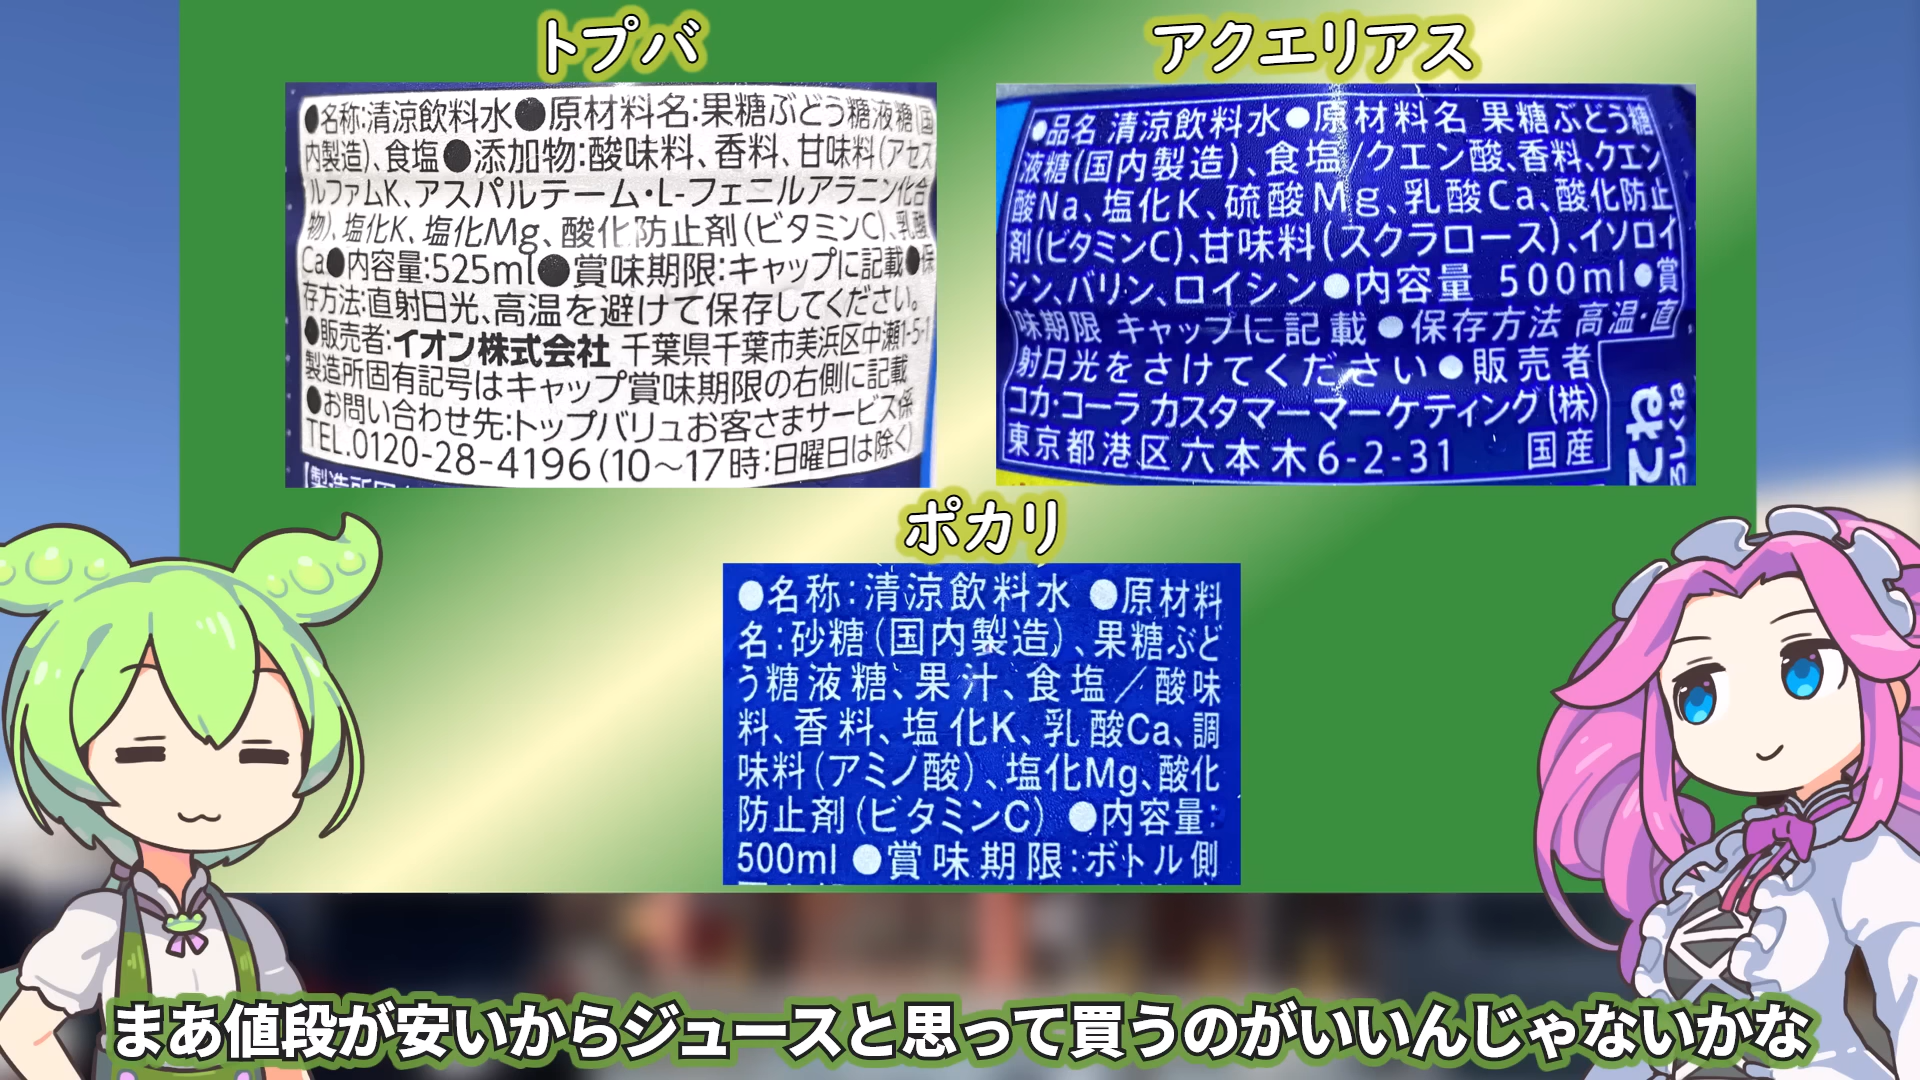 トプバ
●名称:清涼飲料水●原材料名:果糖ぶどう糖液糖(国
内製造)、食塩●添加物:酸味料、香料、甘味料(アセス
ルファムK、アスパルテーム・L-フェニルアラニン化合
物)、塩化K、塩化Mg、酸化防止剤(ビタミンC)、乳酸
Ca●内容量:525ml●賞味期限:キャップに記載●保
存方法:直射日光、高温を避けて保存してください。
●販売者:イオン株式会社 千葉県千葉市美浜区中瀬1-5-1
製造所固有記号はキャップ賞味期限の右側に記載
●お問い合わせ先:トップバリュお客さまサービス係
TEL.0120-28-4196(10〜17時:日曜日は除く)
アクエリアス
●品名 清涼飲料水●原材料名 果糖ぶどう糖
液糖(国内製造)、食塩/クエン酸、香料、クエン
酸Na、塩化K、硫酸Mg、乳酸Ca、酸化防止
剤(ビタミンC)、甘味料(スクラロース)、イソロイ
シン、バリン、ロイシン●内容量 500ml●賞
味期限 キャップに記載●保存方法 高温・直
射日光をさけてください●販売者
コカ・コーラ カスタマーマーケティング(株)
東京都港区六本木6-2-31 国産
ポカリ
●名称:清涼飲料水 ●原材料
名:砂糖(国内製造)、果糖ぶど
う糖液糖、果汁、食塩/酸味
料、香料、塩化K、乳酸Ca、調
味料(アミノ酸)、塩化Mg、酸化
防止剤(ビタミンC) ●内容量:
500ml ●賞味期限:ボトル側
まあ値段が安いからジュースと思って買うのがいいんじゃないかな